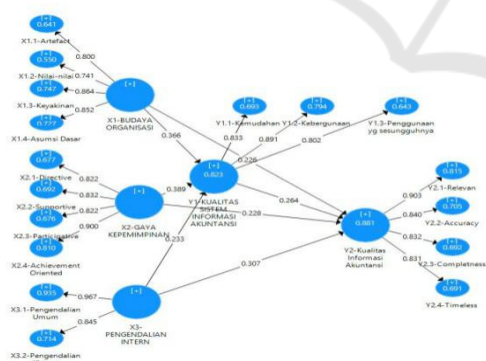 [+]
0.641
X1.1-Artefact
[+]
0.550
X1.2-Nilai-nilai
[+]
0.747
X1.3-Keyakinan
[+]
0.727
X1.4-Asumsi Dasar
[+]
0.677
X2.1-Directive
[+]
0.692
X2.2-Supportive
[+]
0.676
X2.3-Participative
[+]
0.810
X2.4-Achievement
Oriented
[+]
0.935
X3.1-Pengendalian
Umum
[+]
0.714
X3.2-Pengendalian
0.800
0.741
0.864
0.852
0.822
0.832
0.822
0.900
0.967
0.845
[+]
X1-BUDAYA
ORGANISASI
[+]
X2-GAYA
KEPEMIMPINAN
[+]
X3-
PENGENDALIAN
INTERN
0.366
0.389
0.233
0.226
0.228
0.307
0.264
[+]
0.693
Y1.1-Kemudahan
[+]
0.794
Y1.2-Kebergunaan
[+]
0.643
Y1.3-Penggunaan
yg sesungguhnya
0.833
0.891
0.802
[+]
0.823
Y1-KUALITAS
SISTEM
INFORMASI
AKUNTANSI
[+]
0.881
Y2-Kualitas
Informasi
Akuntansi
0.903
0.840
0.832
0.831
[+]
0.815
Y2.1-Relevan
[+]
0.705
Y2.2-Accuracy
[+]
0.692
Y2.3-Completness
[+]
0.691
Y2.4-Timeless